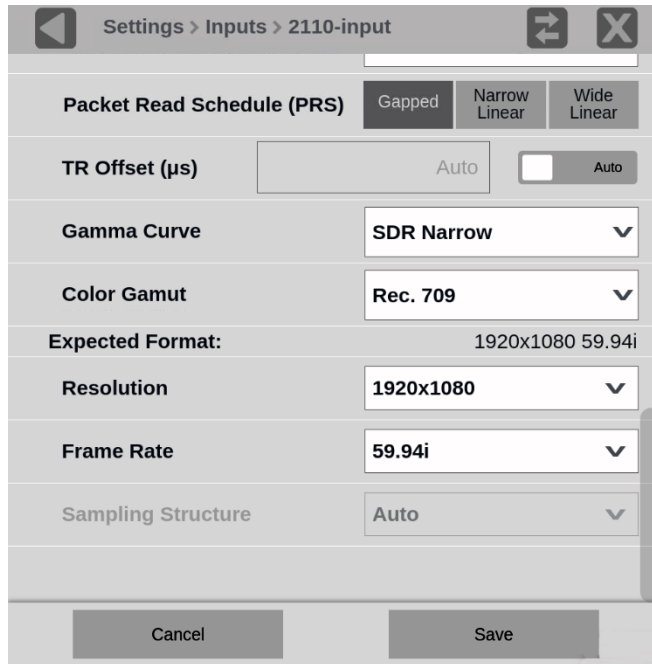 Settings > Inputs > 2110-input
Packet Read Schedule (PRS)
Gapped
Narrow
Linear
Wide
Linear
TR Offset (µs)
Auto
Auto
Gamma Curve
SDR Narrow
Color Gamut
Rec. 709
Expected Format:
1920x1080 59.94i
Resolution
1920x1080
Frame Rate
59.94i
Sampling Structure
Auto
Cancel
Save